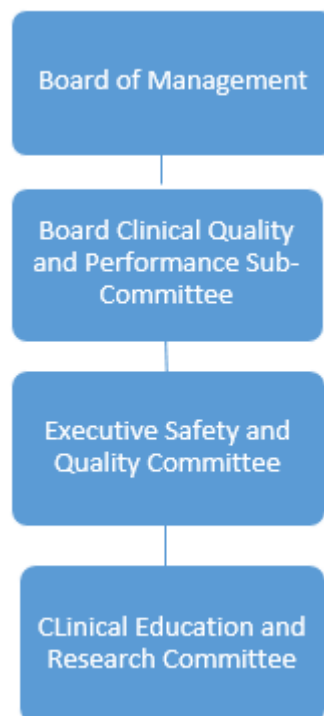 Board of Management
Board Clinical Quality
and Performance Sub-
Committee
Executive Safety and
Quality Committee
CLinical Education and
Research Committee